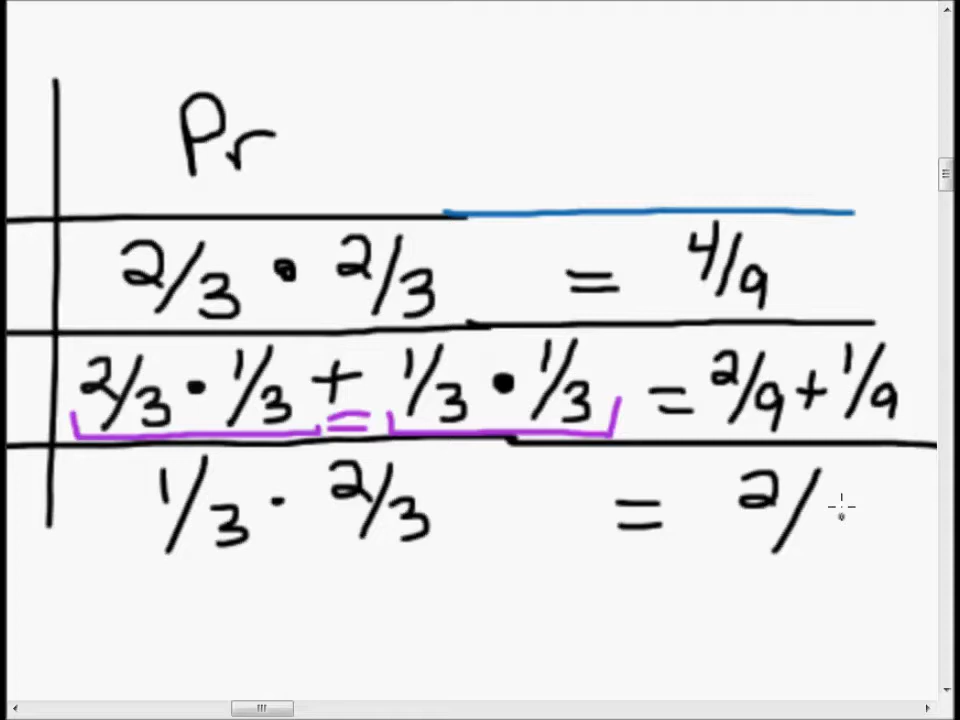 Pr
2/3 • 2/3 = 4/9
2/3 • 1/3 + 1/3 • 1/3 = 2/9 + 1/9
=
1/3 · 2/3 = 2/